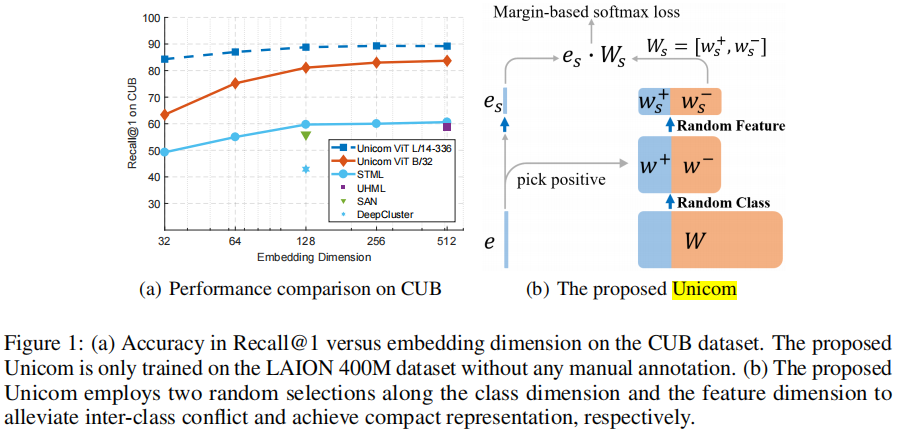 100
90
80
70
60
50
40
30
20
Recall@1 on CUB
Unicom ViT L/14-336
Unicom ViT B/32
STML
UHML
SAN
DeepCluster
32 64 128 256 512
Embedding Dimension
(a) Performance comparison on CUB
Margin-based softmax loss
e_s · W_s
W_s = [w_s^+, w_s^-]
e_s
w_s^+ w_s^-
Random Feature
w^+ w^-
pick positive
Random Class
e
W
(b) The proposed Unicom
Figure 1: (a) Accuracy in Recall@1 versus embedding dimension on the CUB dataset. The proposed
Unicom is only trained on the LAION 400M dataset without any manual annotation. (b) The proposed
Unicom employs two random selections along the class dimension and the feature dimension to
alleviate inter-class conflict and achieve compact representation, respectively.